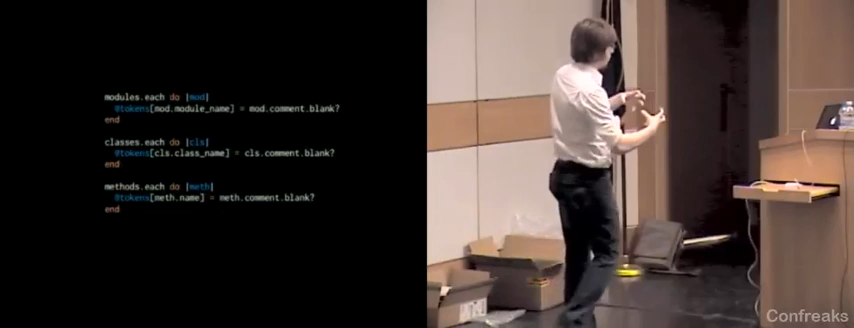 modules.each do |mod|
@tokens[mod.module_name] = mod.comment.blank?
end
classes.each do |cls|
@tokens[cls.class_name] = cls.comment.blank?
end
methods.each do |meth|
@tokens[meth.name] = meth.comment.blank?
end
Confreaks